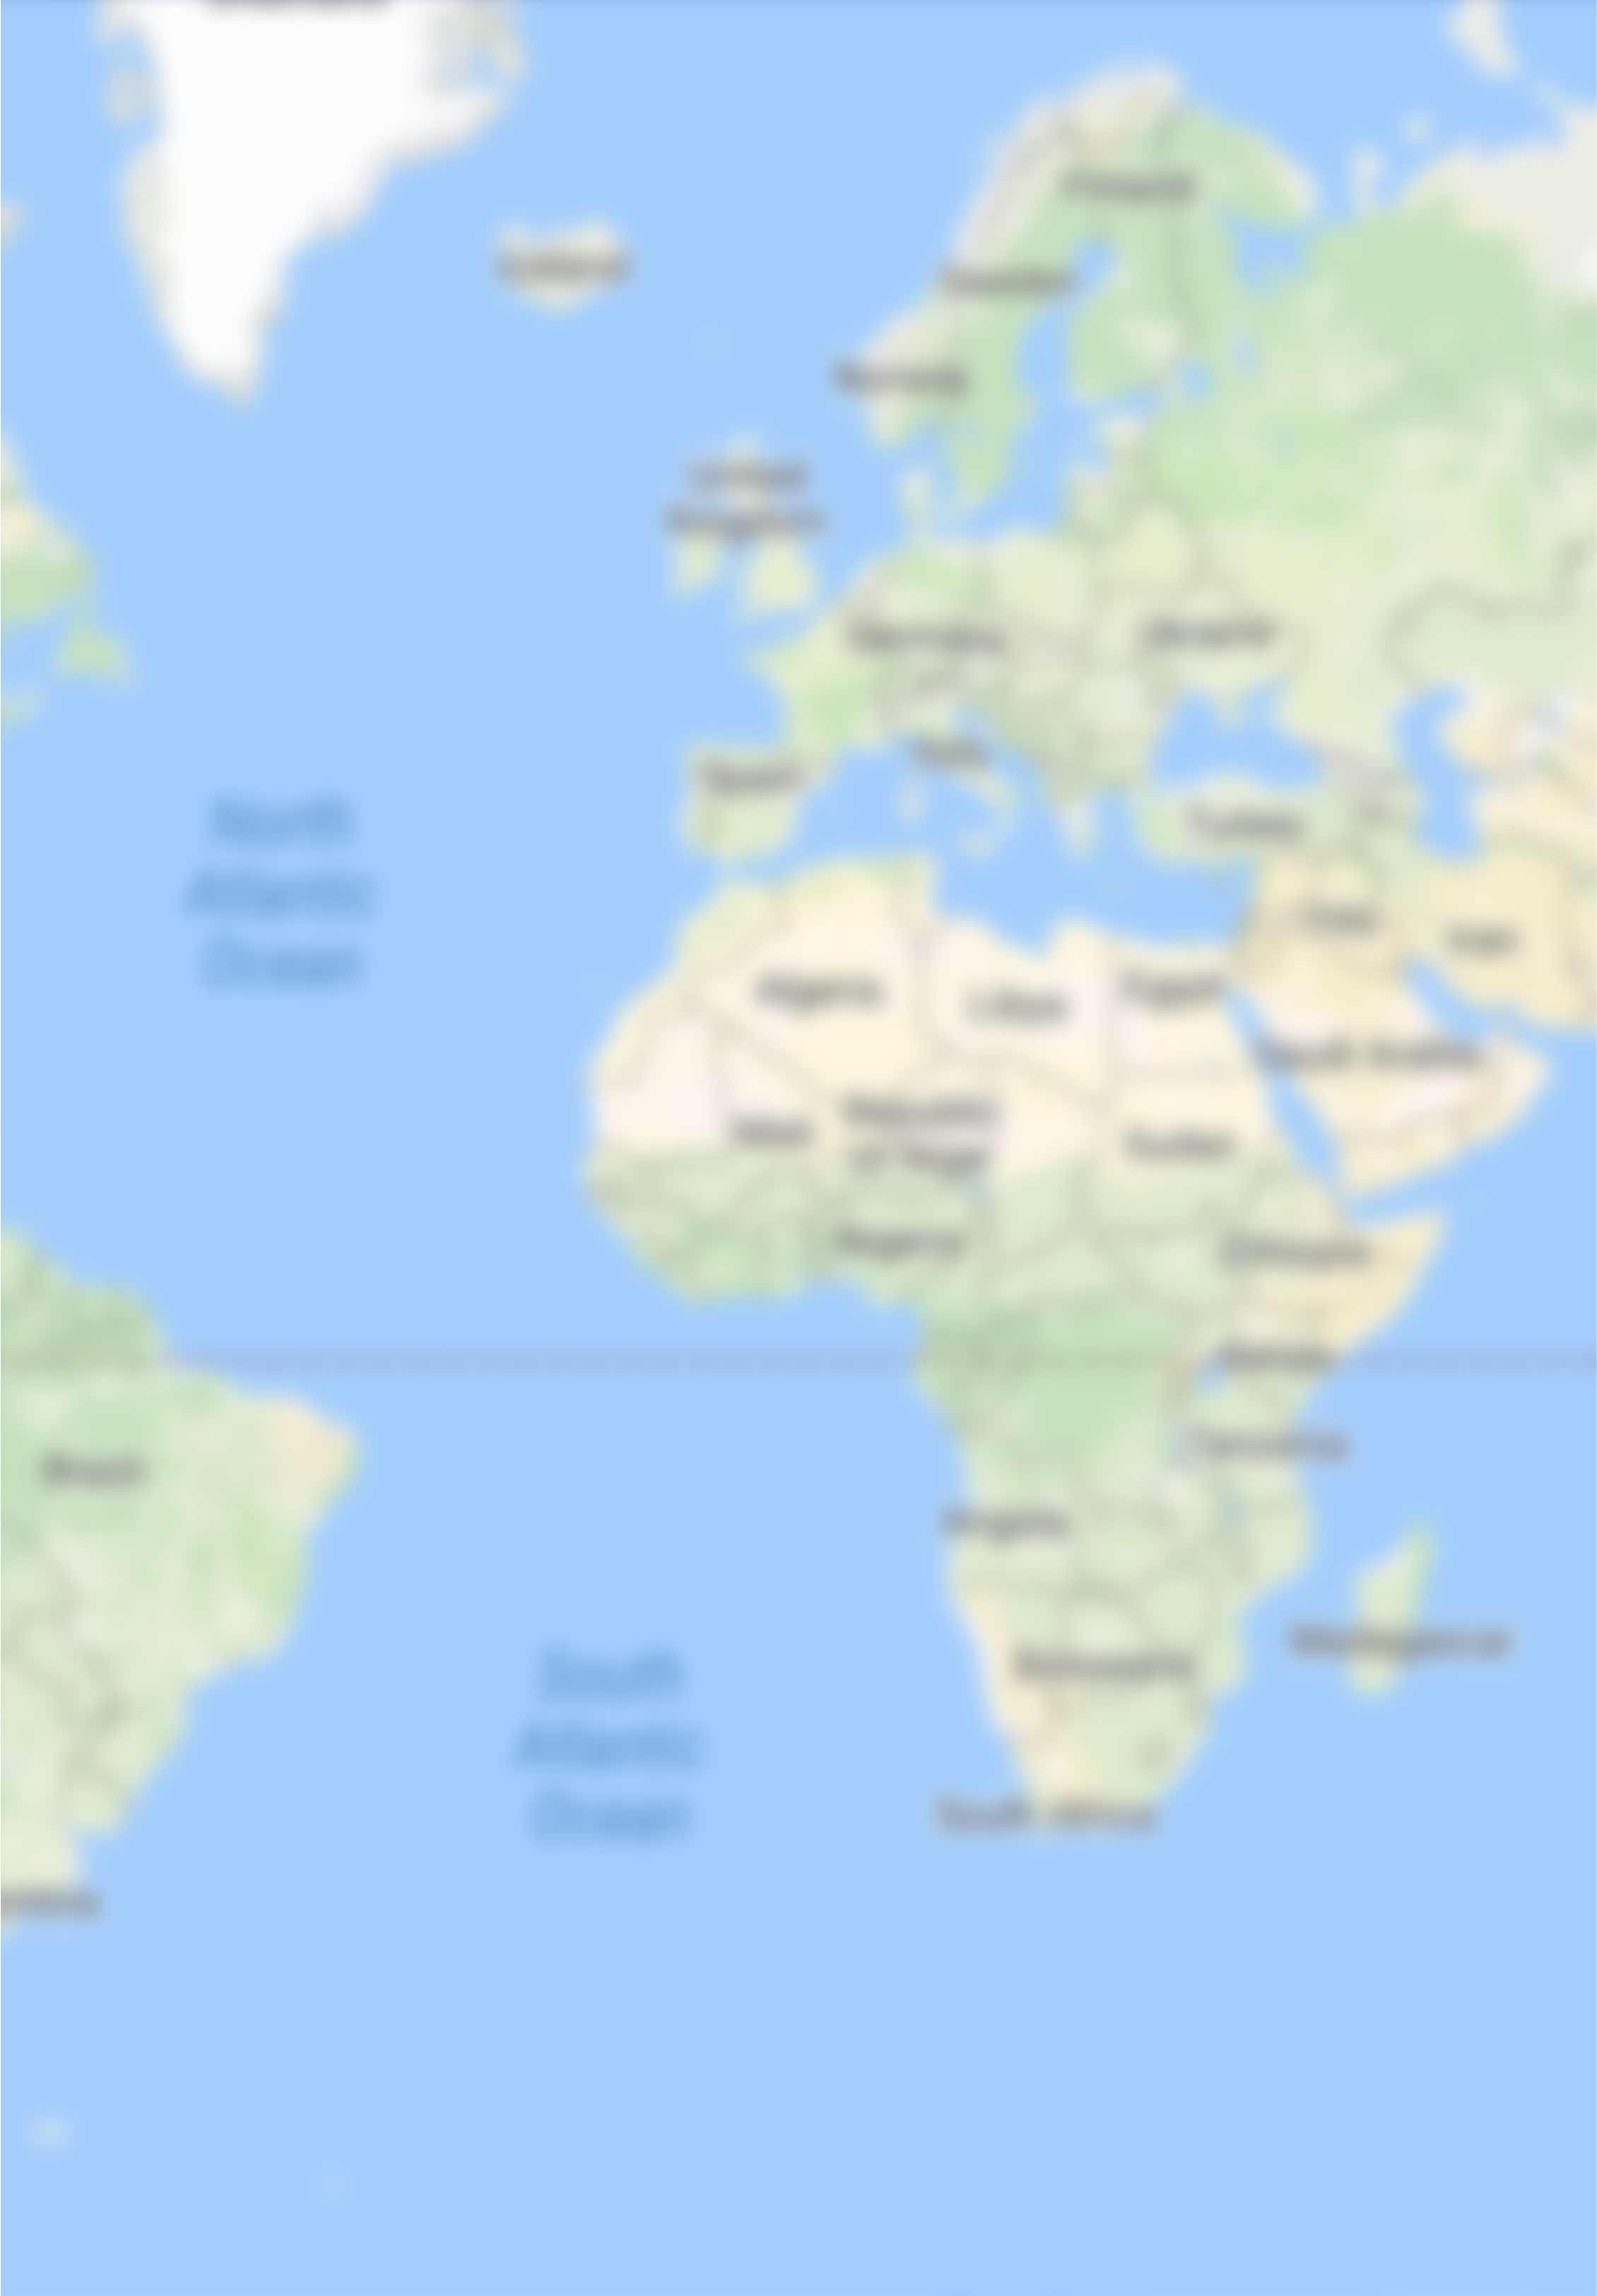 Finland
Iceland
Sweden
Norway
United
Kingdom
Germany
Ukraine
Spain
Italy
Turkey
North
Atlantic
Ocean
Iraq
Iran
Algeria
Libya
Egypt
Saudi Arabia
Mali
Republic
of Niger
Sudan
Nigeria
Ethiopia
Kenya
Brazil
Tanzania
Angola
Madagascar
Botswana
South
Atlantic
Ocean
South Africa